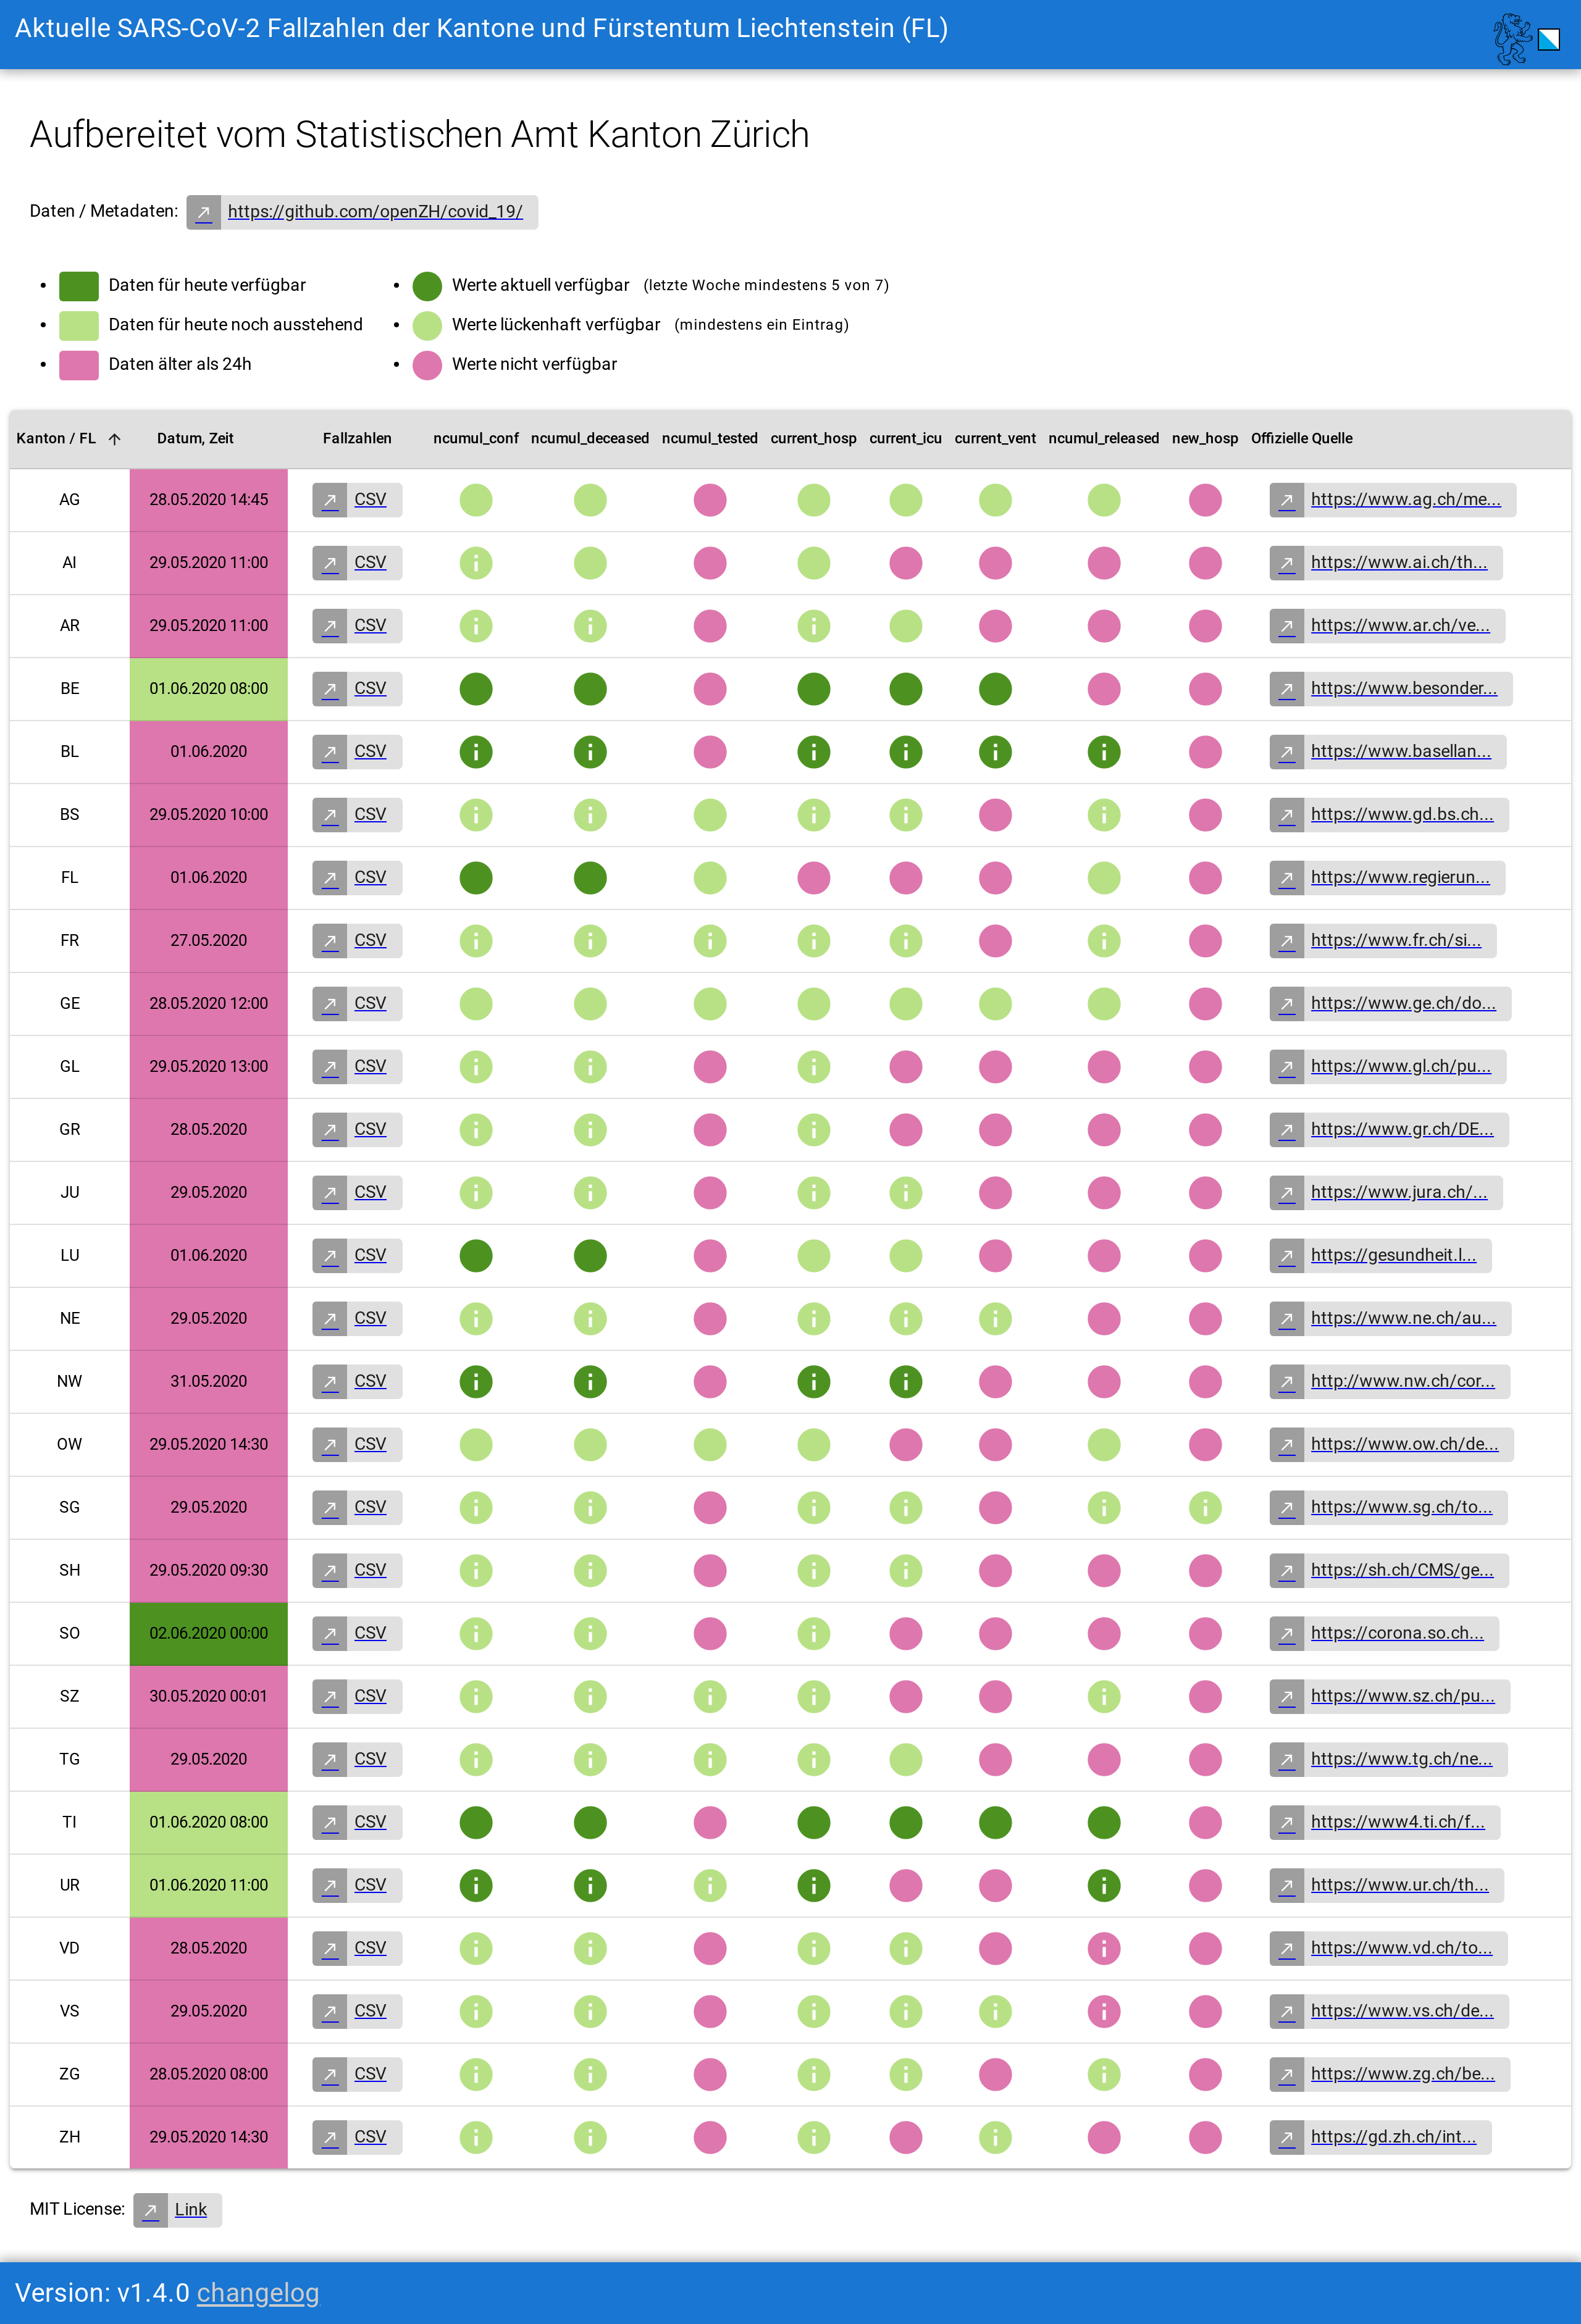 Aktuelle SARS-CoV-2 Fallzahlen der Kantone und Fürstentum Liechtenstein (FL)
Aufbereitet vom Statistischen Amt Kanton Zürich
Daten / Metadaten: https://github.com/openZH/covid_19/
Daten für heute verfügbar
Daten für heute noch ausstehend
Daten älter als 24h
Werte aktuell verfügbar (letzte Woche mindestens 5 von 7)
Werte lückenhaft verfügbar (mindestens ein Eintrag)
Werte nicht verfügbar
Kanton / FL Datum, Zeit Fallzahlen ncumul_conf ncumul_deceased ncumul_tested current_hosp current_icu current_vent ncumul_released new_hosp Offizielle Quelle
AG 28.05.2020 14:45 CSV https://www.ag.ch/me...
AI 29.05.2020 11:00 CSV https://www.ai.ch/th...
AR 29.05.2020 11:00 CSV https://www.ar.ch/ve...
BE 01.06.2020 08:00 CSV https://www.besonder...
BL 01.06.2020 CSV https://www.basellan...
BS 29.05.2020 10:00 CSV https://www.gd.bs.ch...
FL 01.06.2020 CSV https://www.regierun...
FR 27.05.2020 CSV https://www.fr.ch/si...
GE 28.05.2020 12:00 CSV https://www.ge.ch/do...
GL 29.05.2020 13:00 CSV https://www.gl.ch/pu...
GR 28.05.2020 CSV https://www.gr.ch/DE...
JU 29.05.2020 CSV https://www.jura.ch/...
LU 01.06.2020 CSV https://gesundheit.l...
NE 29.05.2020 CSV https://www.ne.ch/au...
NW 31.05.2020 CSV http://www.nw.ch/cor...
OW 29.05.2020 14:30 CSV https://www.ow.ch/de...
SG 29.05.2020 CSV https://www.sg.ch/to...
SH 29.05.2020 09:30 CSV https://sh.ch/CMS/ge...
SO 02.06.2020 00:00 CSV https://corona.so.ch...
SZ 30.05.2020 00:01 CSV https://www.sz.ch/pu...
TG 29.05.2020 CSV https://www.tg.ch/ne...
TI 01.06.2020 08:00 CSV https://www4.ti.ch/f...
UR 01.06.2020 11:00 CSV https://www.ur.ch/th...
VD 28.05.2020 CSV https://www.vd.ch/to...
VS 29.05.2020 CSV https://www.vs.ch/de...
ZG 28.05.2020 08:00 CSV https://www.zg.ch/be...
ZH 29.05.2020 14:30 CSV https://gd.zh.ch/int...
MIT License: Link
Version: v1.4.0 changelog